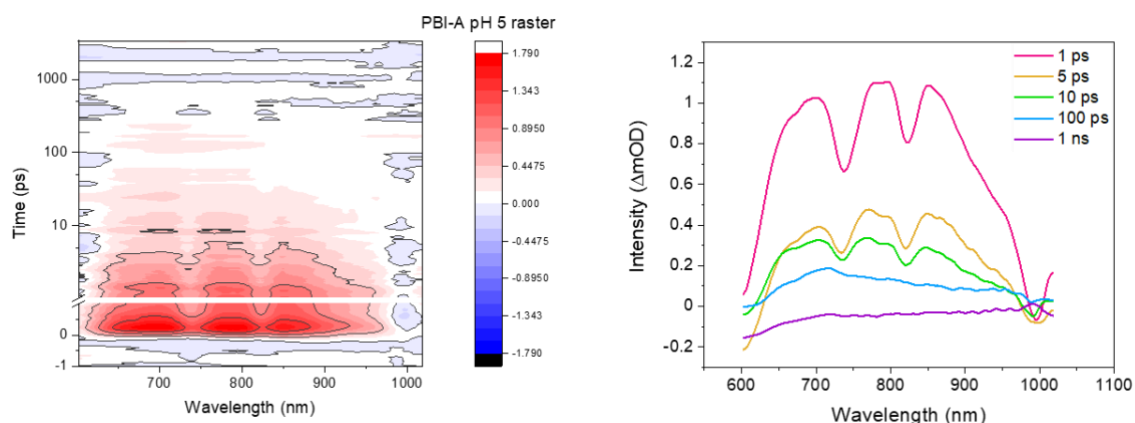 PBI-A pH 5 raster
1000
100
10
0
-1
Time (ps)
700 800 900 1000
Wavelength (nm)
1.790
1.343
0.8950
0.4475
0.000
-0.4475
-0.8950
-1.343
-1.790
1.2
1
0.8
0.6
0.4
0.2
0
-0.2
Intensity (ΔmOD)
1 ps
5 ps
10 ps
100 ps
1 ns
600 700 800 900 1000 1100
Wavelength (nm)